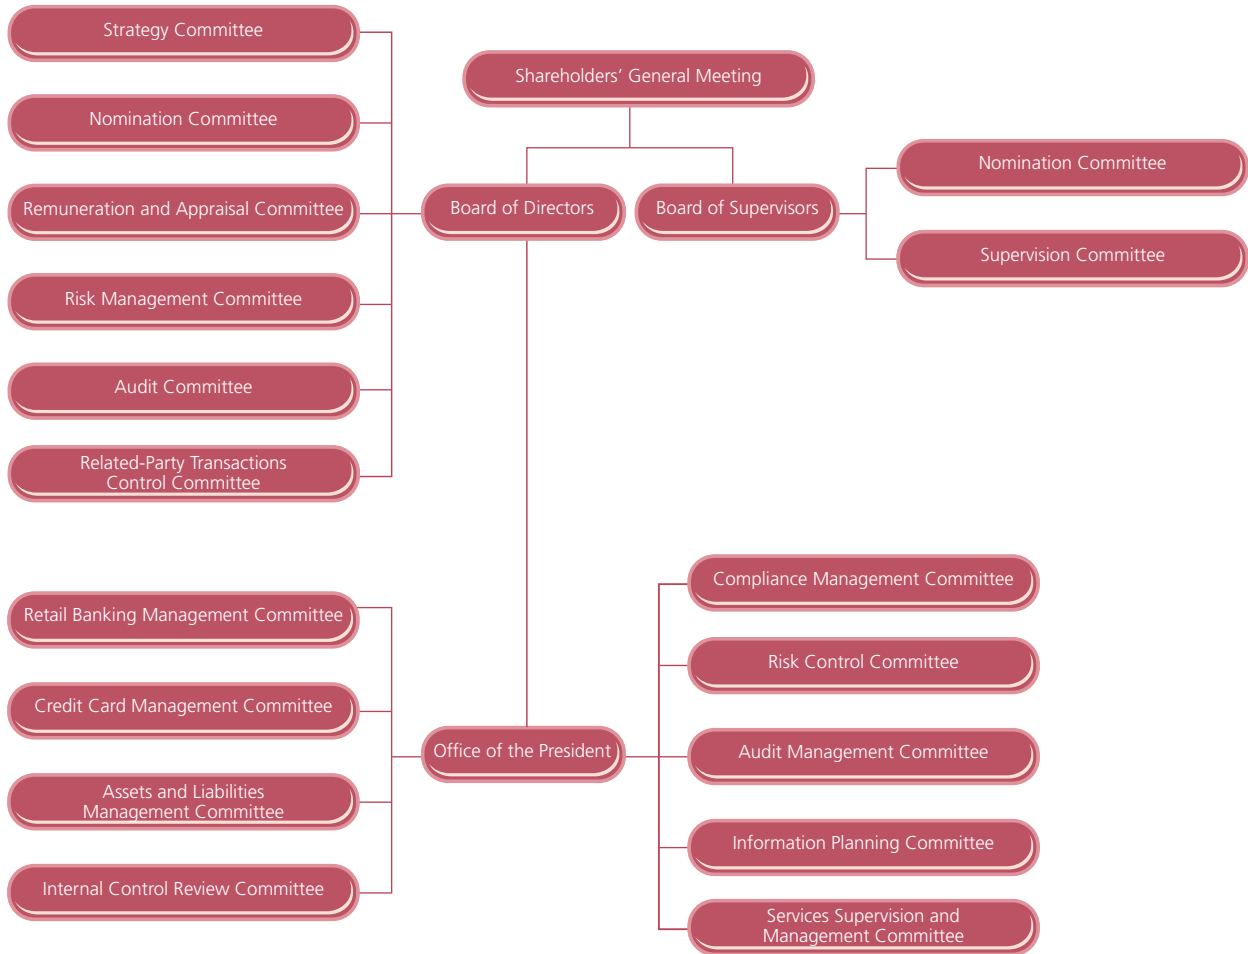 Strategy Committee
Shareholders’ General Meeting
Nomination Committee
Nomination Committee
Remuneration and Appraisal Committee
Board of Directors
Board of Supervisors
Supervision Committee
Risk Management Committee
Audit Committee
Related-Party Transactions
Control Committee
Compliance Management Committee
Retail Banking Management Committee
Risk Control Committee
Credit Card Management Committee
Office of the President
Audit Management Committee
Assets and Liabilities
Management Committee
Information Planning Committee
Internal Control Review Committee
Services Supervision and
Management Committee